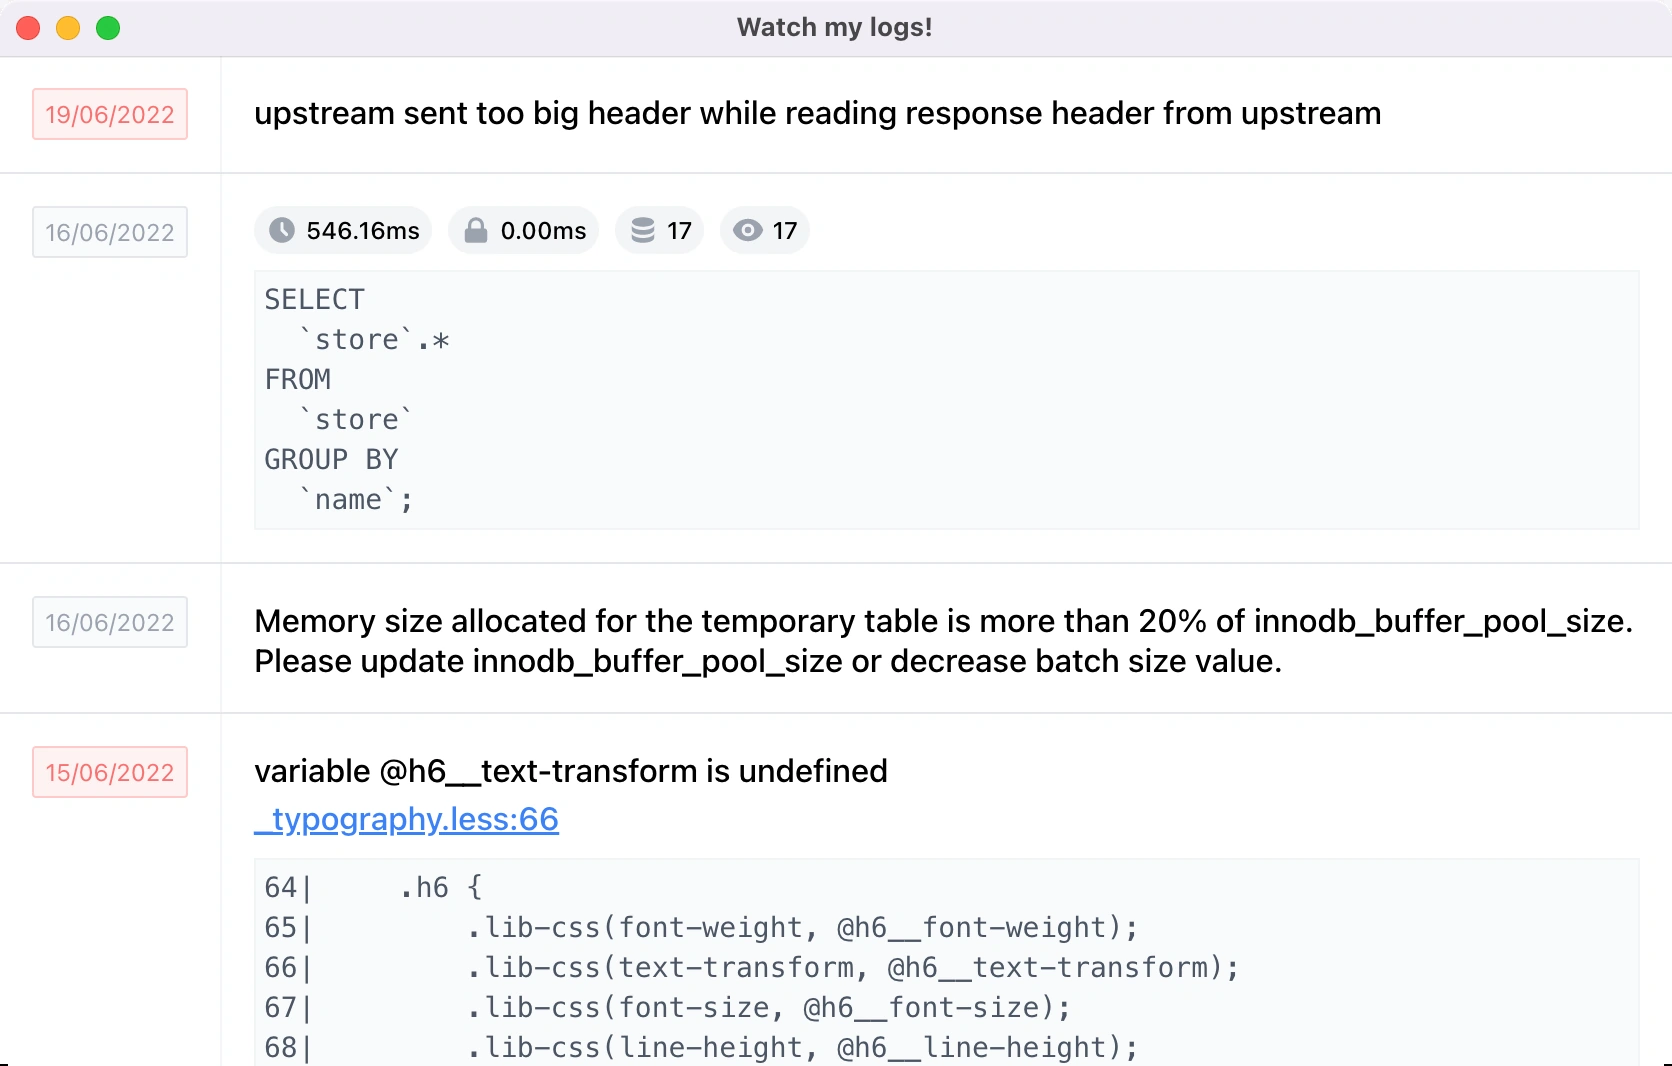 Watch my logs!
19/06/2022
upstream sent too big header while reading response header from upstream
16/06/2022
546.16ms 0.00ms 17 17
SELECT
  `store`.*
FROM
  `store`
GROUP BY
  `name`;
16/06/2022
Memory size allocated for the temporary table is more than 20% of innodb_buffer_pool_size.
Please update innodb_buffer_pool_size or decrease batch size value.
15/06/2022
variable @h6__text-transform is undefined
_typography.less:66
64|     .h6 {
65|         .lib-css(font-weight, @h6__font-weight);
66|         .lib-css(text-transform, @h6__text-transform);
67|         .lib-css(font-size, @h6__font-size);
68|         .lib-css(line-height, @h6__line-height);